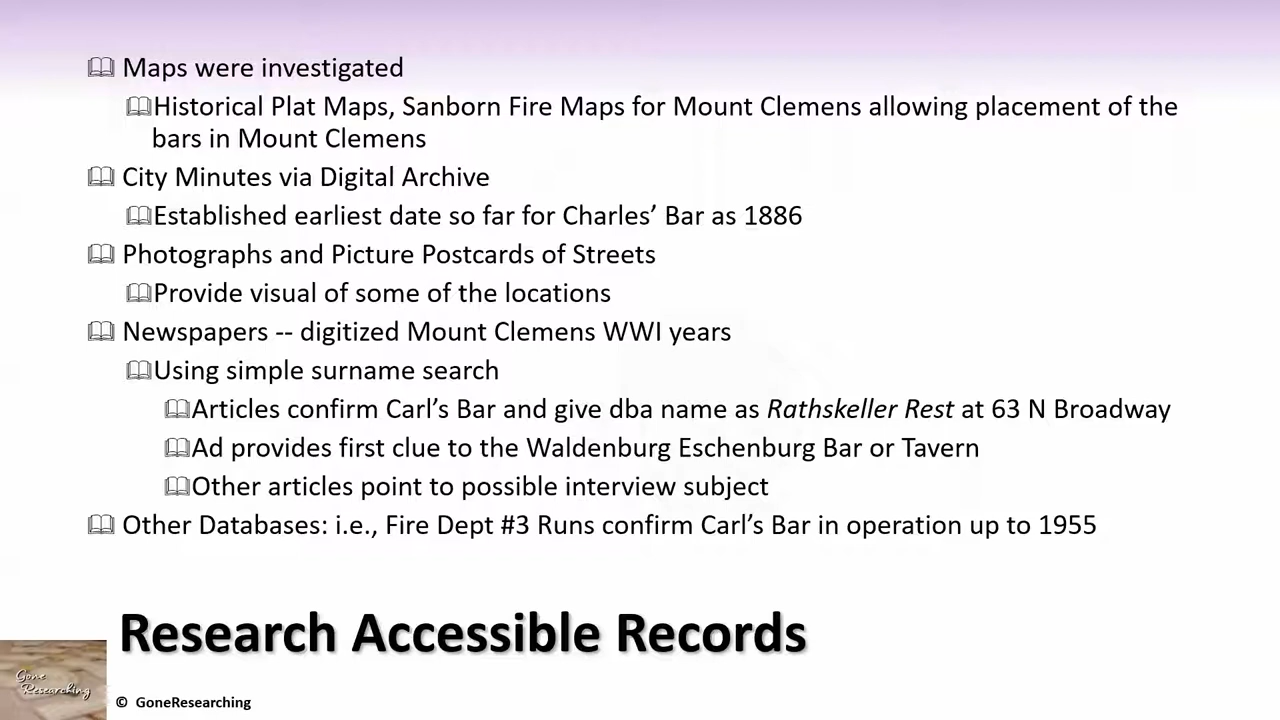 Maps were investigated
Historical Plat Maps, Sanborn Fire Maps for Mount Clemens allowing placement of the
bars in Mount Clemens
City Minutes via Digital Archive
Established earliest date so far for Charles’ Bar as 1886
Photographs and Picture Postcards of Streets
Provide visual of some of the locations
Newspapers -- digitized Mount Clemens WWI years
Using simple surname search
Articles confirm Carl’s Bar and give dba name as Rathskeller Rest at 63 N Broadway
Ad provides first clue to the Waldenburg Eschenburg Bar or Tavern
Other articles point to possible interview subject
Other Databases: i.e., Fire Dept #3 Runs confirm Carl’s Bar in operation up to 1955
Research Accessible Records
Gone
Researching
© GoneResearching